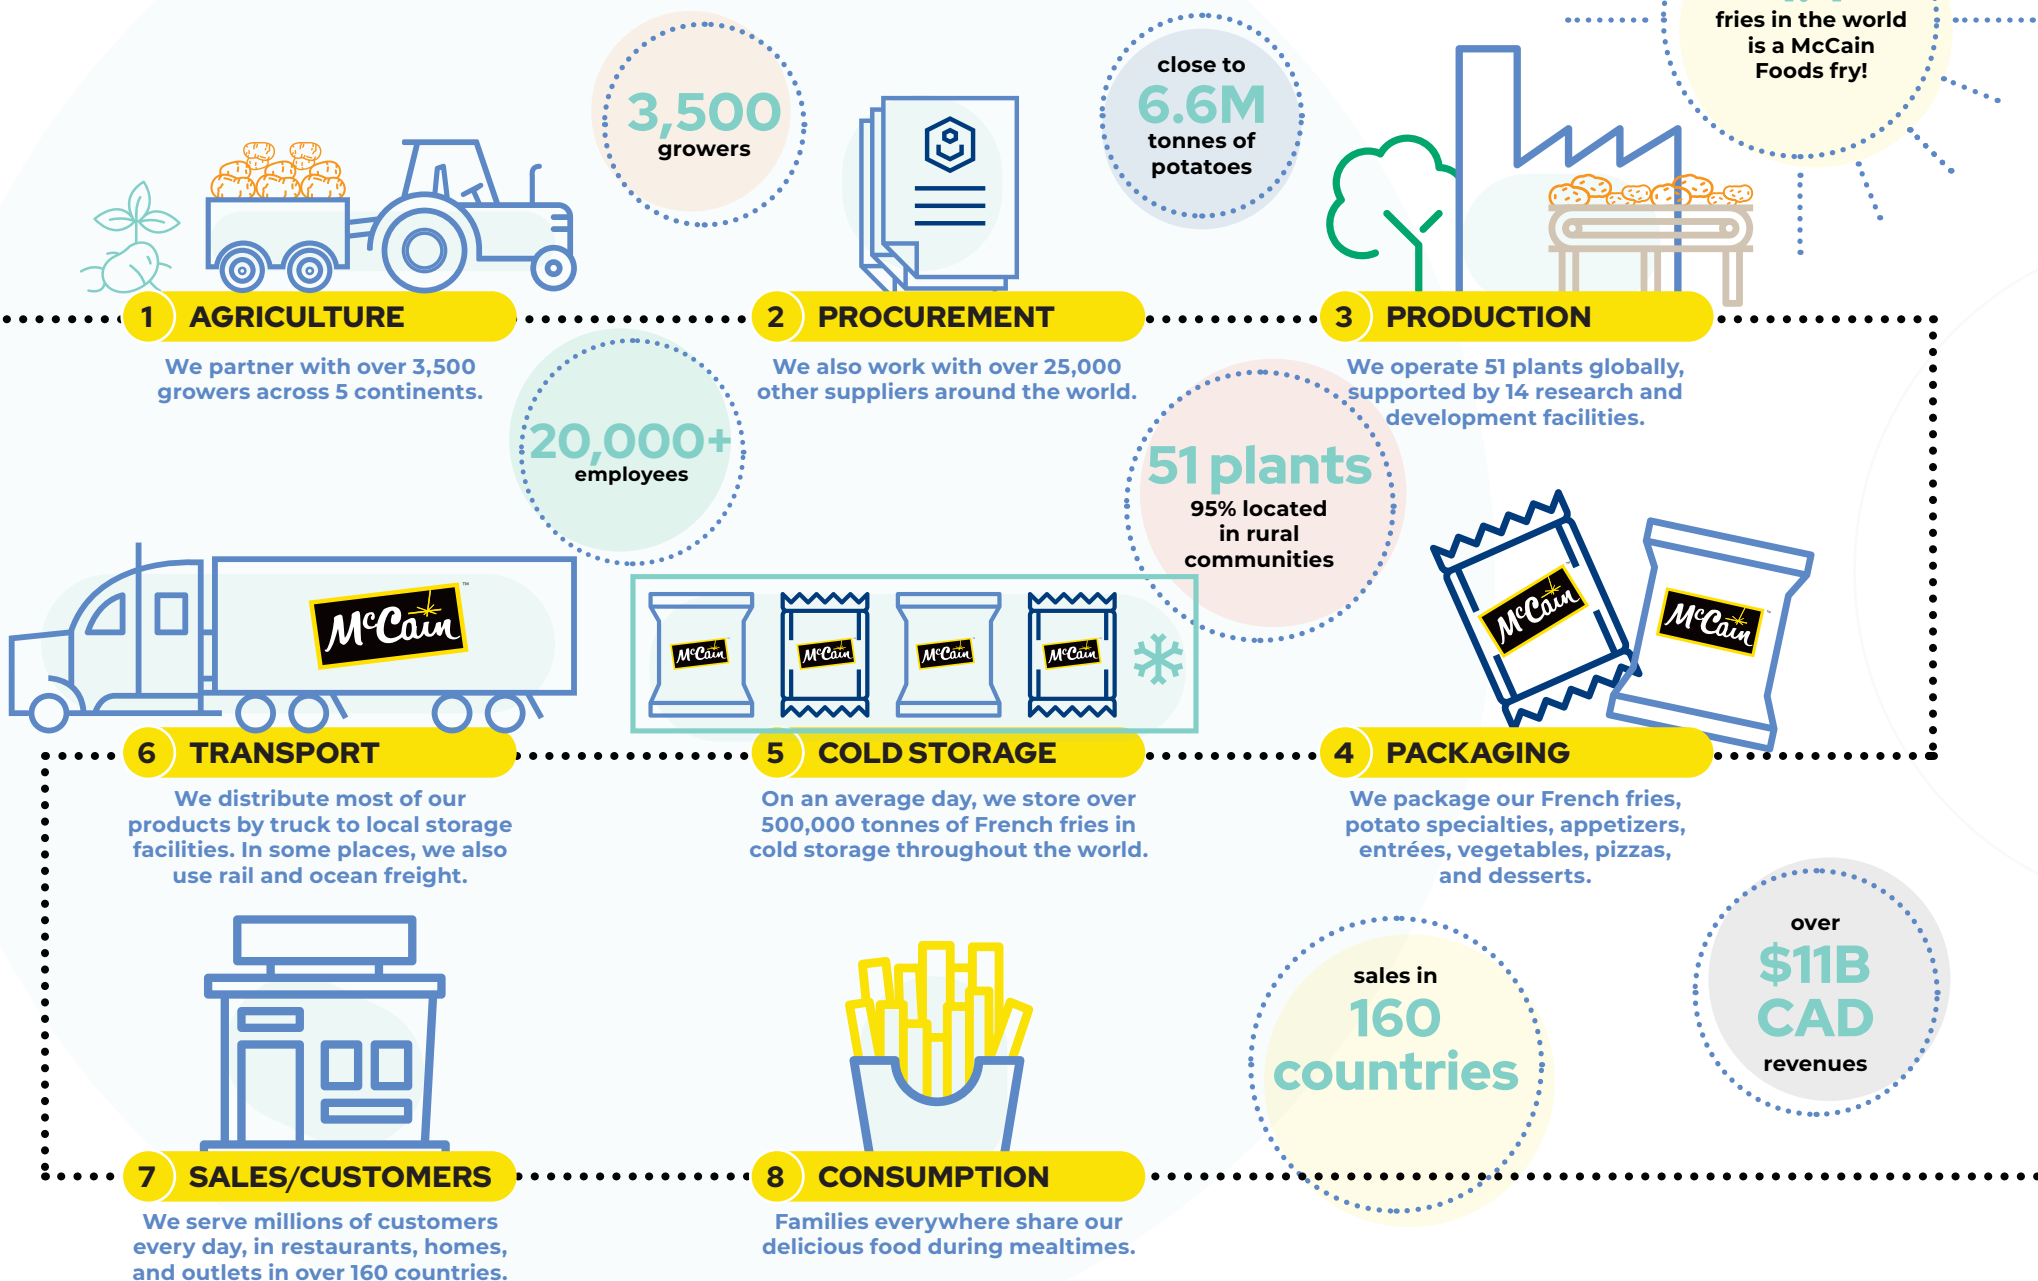 fries in the world
is a McCain
Foods fry!
3,500
growers
close to
6.6M
tonnes of
potatoes
1 AGRICULTURE
We partner with over 3,500
growers across 5 continents.
2 PROCUREMENT
We also work with over 25,000
other suppliers around the world.
3 PRODUCTION
We operate 51 plants globally,
supported by 14 research and
development facilities.
20,000+
employees
51 plants
95% located
in rural
communities
McCain
™
McCain
McCain
McCain
McCain
McCain
McCain
6 TRANSPORT
We distribute most of our
products by truck to local storage
facilities. In some places, we also
use rail and ocean freight.
5 COLD STORAGE
On an average day, we store over
500,000 tonnes of French fries in
cold storage throughout the world.
4 PACKAGING
We package our French fries,
potato specialties, appetizers,
entrées, vegetables, pizzas,
and desserts.
sales in
160
countries
over
$11B
CAD
revenues
7 SALES/CUSTOMERS
We serve millions of customers
every day, in restaurants, homes,
and outlets in over 160 countries.
8 CONSUMPTION
Families everywhere share our
delicious food during mealtimes.